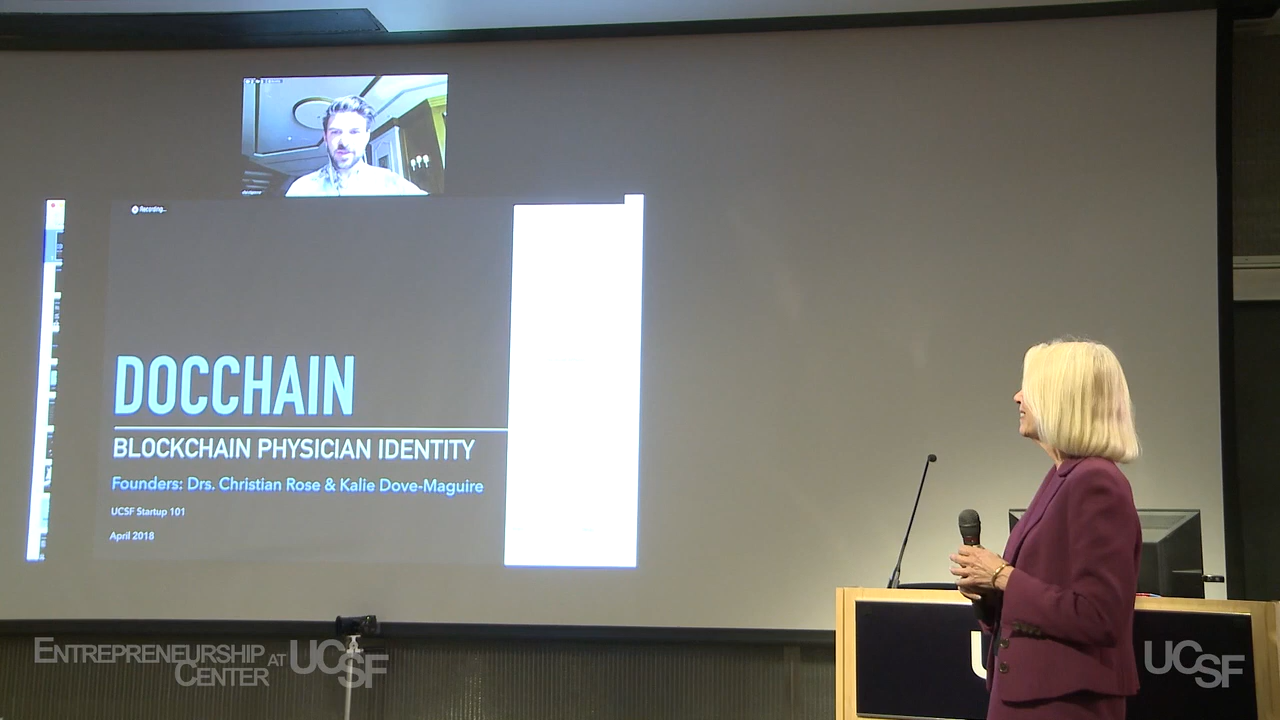 Recording...
DOCCHAIN
BLOCKCHAIN PHYSICIAN IDENTITY
Founders: Drs. Christian Rose & Kalie Dove-Maguire
UCSF Startup 101
April 2018
ENTREPRENEURSHIP AT UCSF
CENTER
U
UCSF